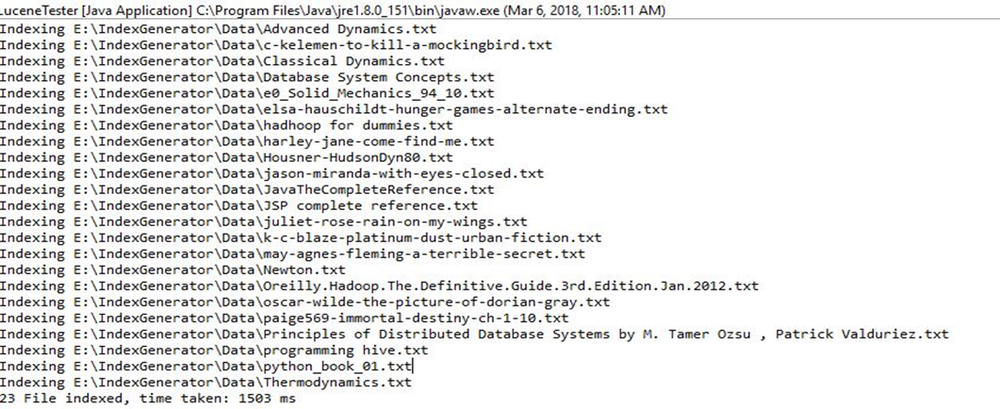 LuceneTester [Java Application] C:\Program Files\Java\jre1.8.0_151\bin\javaw.exe (Mar 6, 2018, 11:05:11 AM)
Indexing E:\IndexGenerator\Data\Advanced Dynamics.txt
Indexing E:\IndexGenerator\Data\c-kelemen-to-kill-a-mockingbird.txt
Indexing E:\IndexGenerator\Data\Classical Dynamics.txt
Indexing E:\IndexGenerator\Data\Database System Concepts.txt
Indexing E:\IndexGenerator\Data\e0_Solid_Mechanics_94_10.txt
Indexing E:\IndexGenerator\Data\elsa-hauschildt-hunger-games-alternate-ending.txt
Indexing E:\IndexGenerator\Data\hadhoop for dummies.txt
Indexing E:\IndexGenerator\Data\harley-jane-come-find-me.txt
Indexing E:\IndexGenerator\Data\Housner-HudsonDyn80.txt
Indexing E:\IndexGenerator\Data\jason-miranda-with-eyes-closed.txt
Indexing E:\IndexGenerator\Data\JavaTheCompleteReference.txt
Indexing E:\IndexGenerator\Data\JSP complete reference.txt
Indexing E:\IndexGenerator\Data\juliet-rose-rain-on-my-wings.txt
Indexing E:\IndexGenerator\Data\k-c-blaze-platinum-dust-urban-fiction.txt
Indexing E:\IndexGenerator\Data\may-agnes-fleming-a-terrible-secret.txt
Indexing E:\IndexGenerator\Data\Newton.txt
Indexing E:\IndexGenerator\Data\Oreilly.Hadoop.The.Definitive.Guide.3rd.Edition.Jan.2012.txt
Indexing E:\IndexGenerator\Data\oscar-wilde-the-picture-of-dorian-gray.txt
Indexing E:\IndexGenerator\Data\paige569-immortal-destiny-ch-1-10.txt
Indexing E:\IndexGenerator\Data\Principles of Distributed Database Systems by M. Tamer Ozsu , Patrick Valduriez.txt
Indexing E:\IndexGenerator\Data\programming hive.txt
Indexing E:\IndexGenerator\Data\python_book_01.txt
Indexing E:\IndexGenerator\Data\Thermodynamics.txt
23 File indexed, time taken: 1503 ms